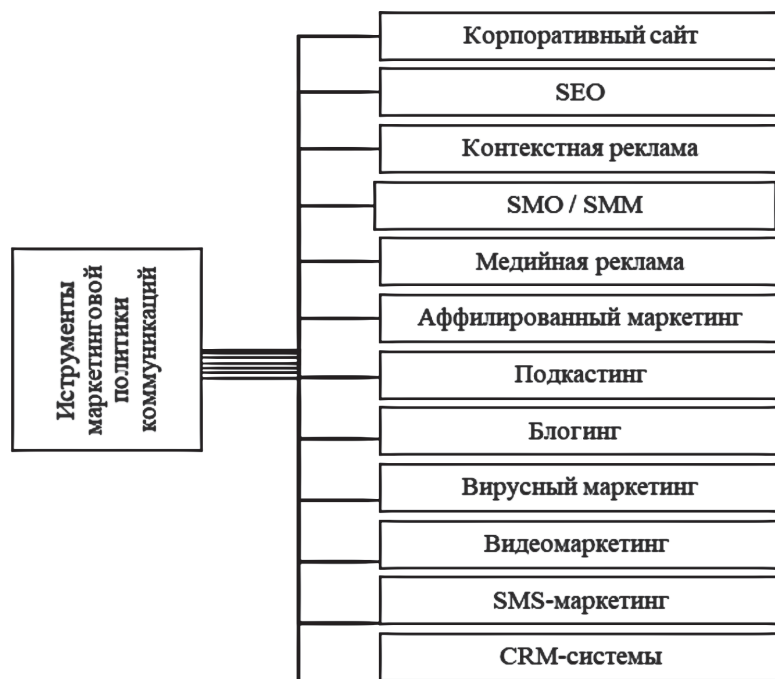 Иструменты
маркетинговой
политики
коммуникаций
Корпоративный сайт
SEO
Контекстная реклама
SMO / SMM
Медийная реклама
Аффилированный маркетинг
Подкастинг
Блогинг
Вирусный маркетинг
Видеомаркетинг
SMS-маркетинг
CRM-системы